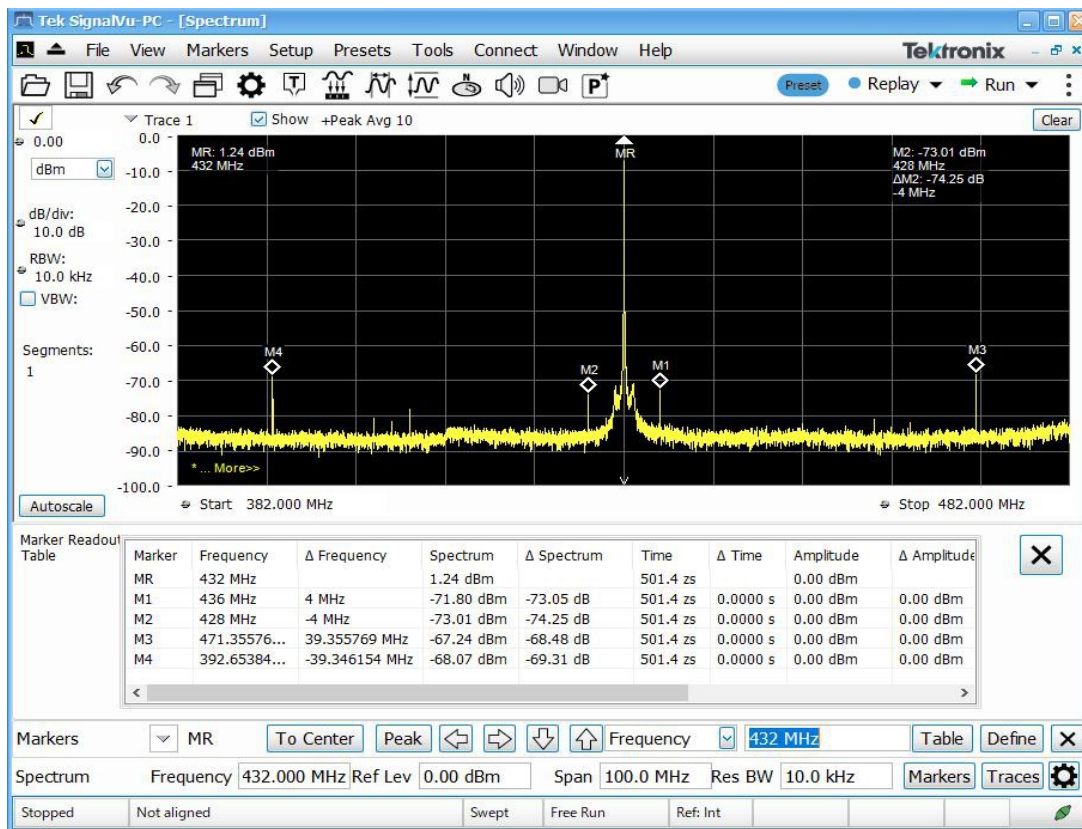 Tek SignalVu-PC - [Spectrum]
File View Markers Setup Presets Tools Connect Window Help Tektronix
Preset Replay Run
Trace 1 Show +Peak Avg 10 Clear
0.00
dBm
dB/div:
10.0 dB
RBW:
10.0 kHz
VBW:
Segments:
1
Autoscale
0.0
-10.0
-20.0
-30.0
-40.0
-50.0
-60.0
-70.0
-80.0
-90.0
-100.0
MR: 1.24 dBm
432 MHz
MR
M2: -73.01 dBm
428 MHz
ΔM2: -74.25 dB
-4 MHz
M4
M2
M1
M3
* ... More>>
Start 382.000 MHz Stop 482.000 MHz
Marker Readout
Table
Marker Frequency Δ Frequency Spectrum Δ Spectrum Time Δ Time Amplitude Δ Amplitude
MR 432 MHz 1.24 dBm 501.4 zs 0.00 dBm
M1 436 MHz 4 MHz -71.80 dBm -73.05 dB 501.4 zs 0.0000 s 0.00 dBm 0.00 dBm
M2 428 MHz -4 MHz -73.01 dBm -74.25 dB 501.4 zs 0.0000 s 0.00 dBm 0.00 dBm
M3 471.35576... 39.355769 MHz -67.24 dBm -68.48 dB 501.4 zs 0.0000 s 0.00 dBm 0.00 dBm
M4 392.65384... -39.346154 MHz -68.07 dBm -69.31 dB 501.4 zs 0.0000 s 0.00 dBm 0.00 dBm
Markers MR To Center Peak Frequency 432 MHz Table Define
Spectrum Frequency 432.000 MHz Ref Lev 0.00 dBm Span 100.0 MHz Res BW 10.0 kHz Markers Traces
Stopped Not aligned Swept Free Run Ref: Int